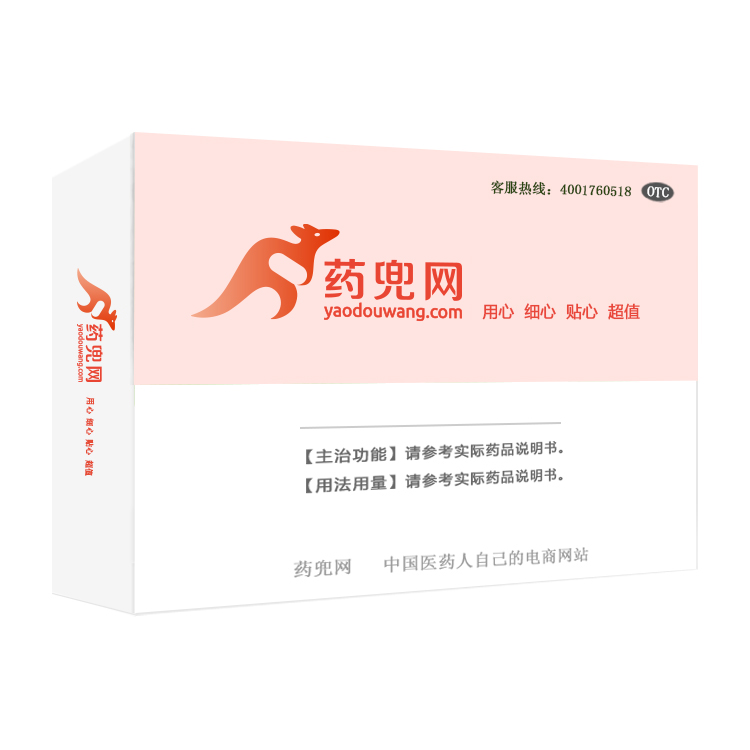 客服热线：4001760518 OTC
药兜网
yaodouwang.com
用心 细心 贴心 超值
【主治功能】请参考实际药品说明书。
【用法用量】请参考实际药品说明书。
药兜网 中国医药人自己的电商网站
药兜网
yaodouwang.com
用心 细心 贴心 超值